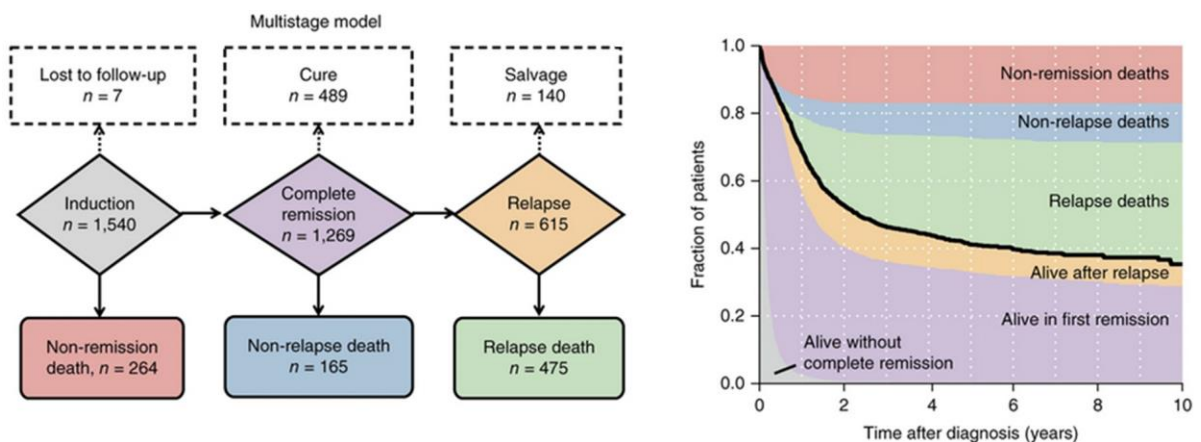 Multistage model
Lost to follow-up
n = 7
Cure
n = 489
Salvage
n = 140
Induction
n = 1,540
Complete
remission
n = 1,269
Relapse
n = 615
Non-remission
death, n = 264
Non-relapse death
n = 165
Relapse death
n = 475
Fraction of patients
1.0
0.8
0.6
0.4
0.2
0.0
Non-remission deaths
Non-relapse deaths
Relapse deaths
Alive after relapse
Alive in first remission
Alive without
complete remission
0
2
4
6
8
10
Time after diagnosis (years)